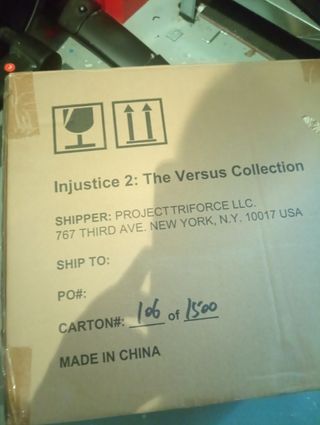 Injustice 2: The Versus Collection
SHIPPER: PROJECTTRIFORCE LLC.
767 THIRD AVE. NEW YORK, N.Y. 10017 USA
SHIP TO:
PO#:
CARTON#: 106 of 1500
MADE IN CHINA